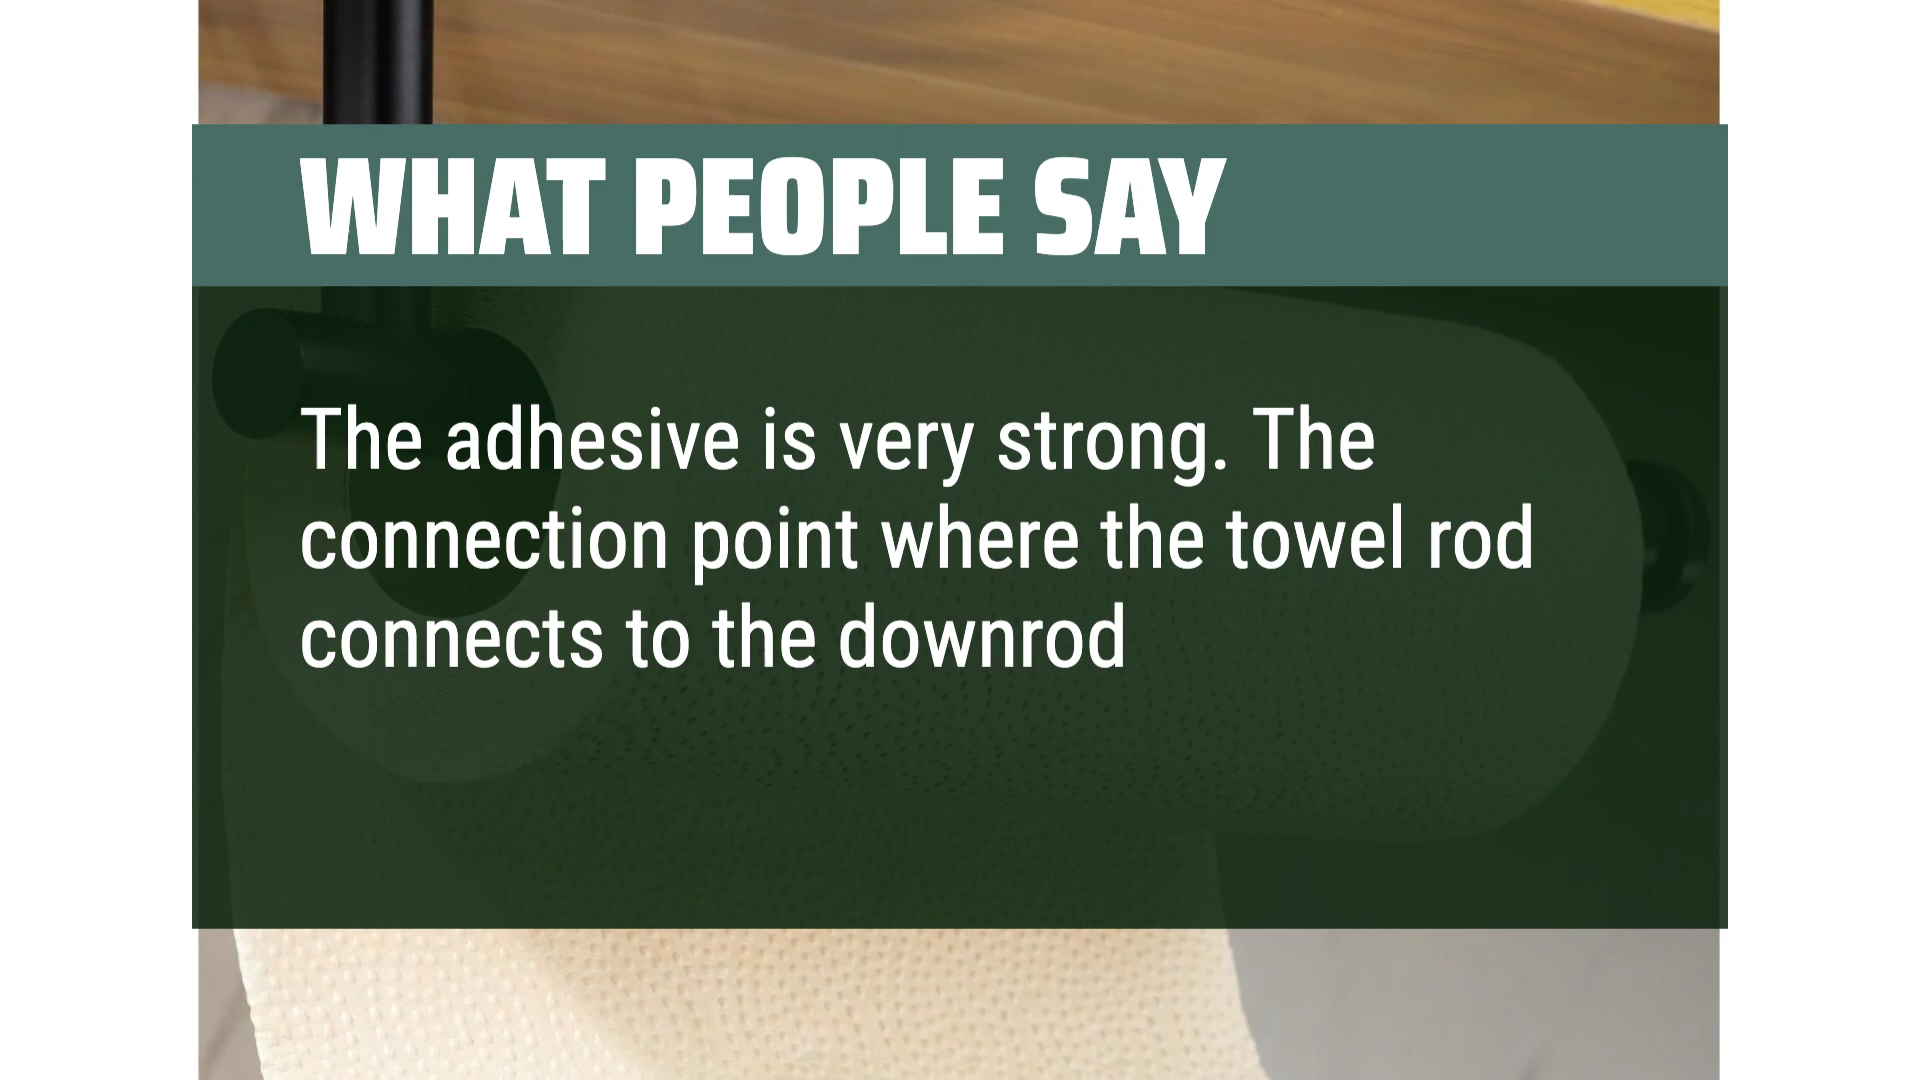 WHAT PEOPLE SAY
The adhesive is very strong. The
connection point where the towel rod
connects to the downrod